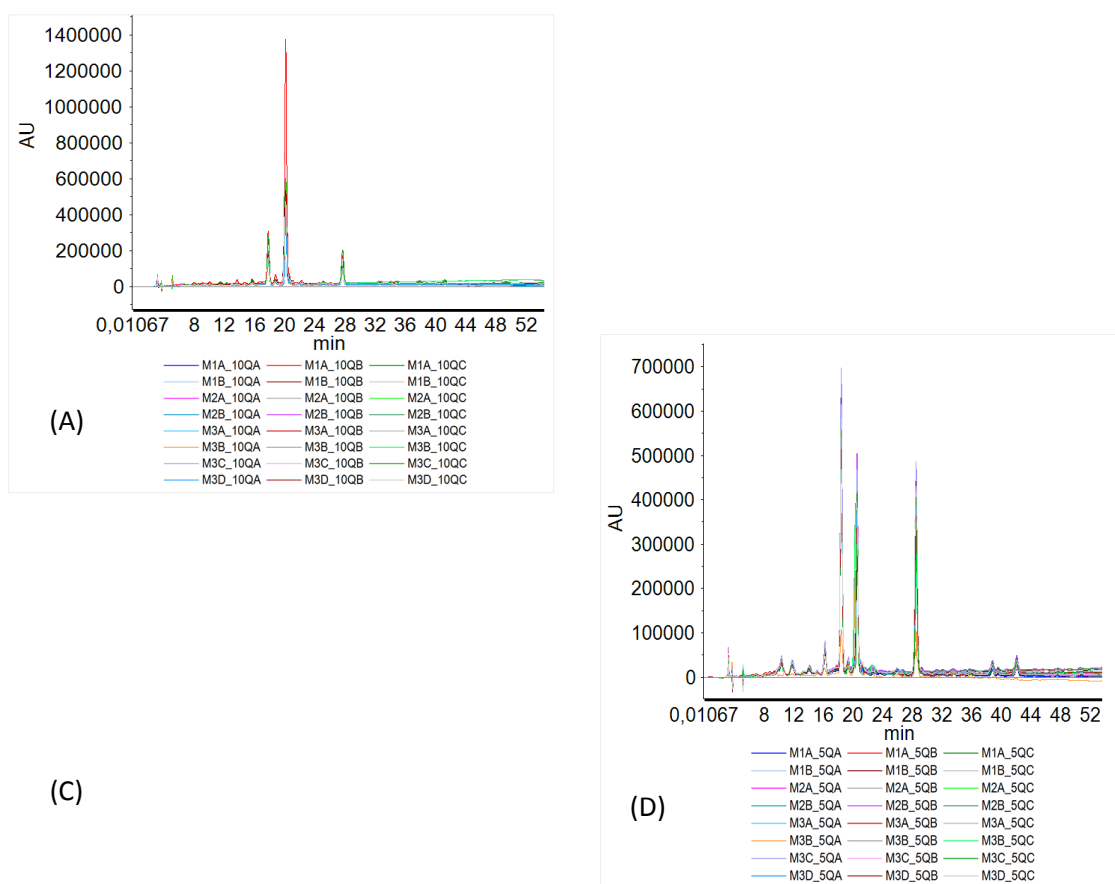 1400000
1200000
1000000
800000
600000
400000
200000
0
AU
0,01067 8 12 16 20 24 28 32 36 40 44 48 52
min
M1A_10QA M1A_10QB M1A_10QC
M1B_10QA M1B_10QB M1B_10QC
M2A_10QA M2A_10QB M2A_10QC
M2B_10QA M2B_10QB M2B_10QC
M3A_10QA M3A_10QB M3A_10QC
M3B_10QA M3B_10QB M3B_10QC
M3C_10QA M3C_10QB M3C_10QC
M3D_10QA M3D_10QB M3D_10QC
(A)
700000
600000
500000
400000
300000
200000
100000
0
AU
0,01067 8 12 16 20 24 28 32 36 40 44 48 52
min
M1A_5QA M1A_5QB M1A_5QC
M1B_5QA M1B_5QB M1B_5QC
M2A_5QA M2A_5QB M2A_5QC
M2B_5QA M2B_5QB M2B_5QC
M3A_5QA M3A_5QB M3A_5QC
M3B_5QA M3B_5QB M3B_5QC
M3C_5QA M3C_5QB M3C_5QC
M3D_5QA M3D_5QB M3D_5QC
(C)
(D)